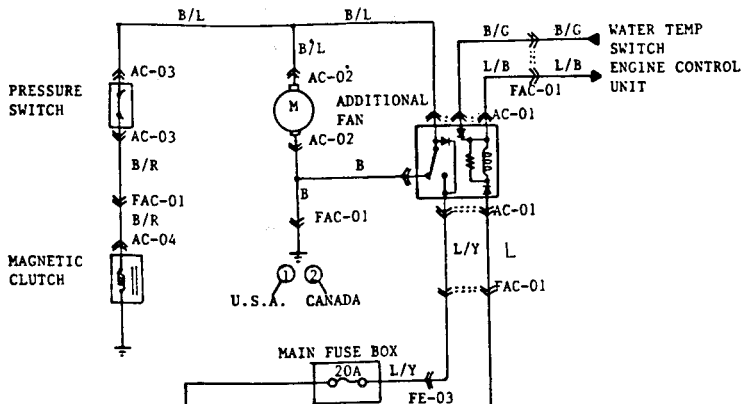 B/L
B/L
B/L
B/G
B/G
WATER TEMP
SWITCH
L/B
L/B
ENGINE CONTROL
UNIT
FAC-01
AC-03
PRESSURE
SWITCH
AC-02
M
ADDITIONAL
FAN
AC-01
AC-03
AC-02
B/R
B
B
FAC-01
FAC-01
B/R
AC-04
AC-01
MAGNETIC
CLUTCH
L/Y
L
1
2
U.S.A.
CANADA
FAC-01
MAIN FUSE BOX
20A
L/Y
FE-03